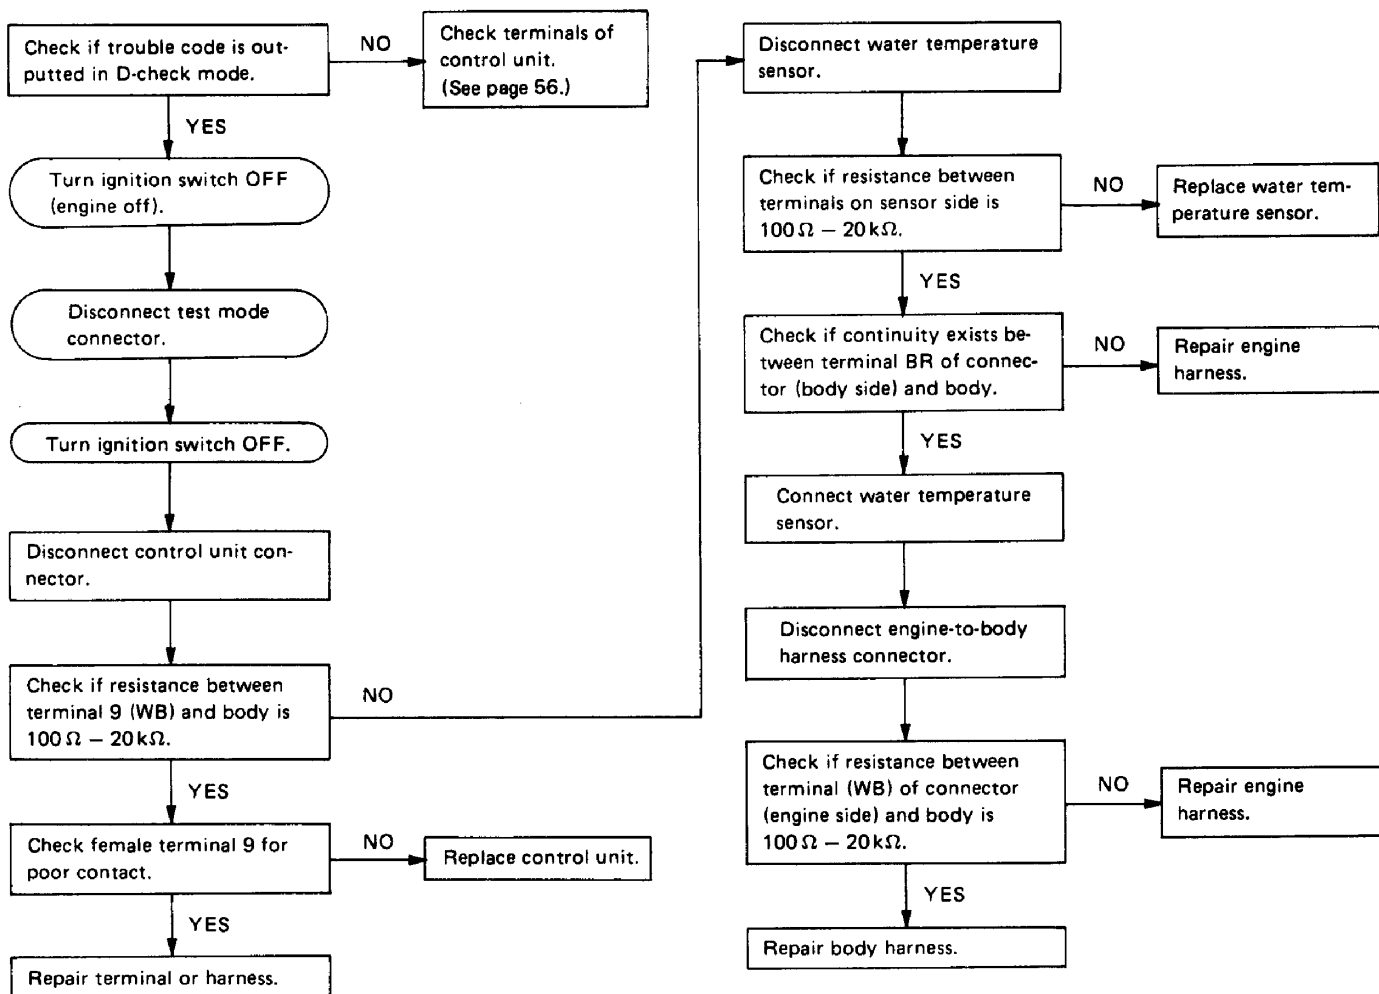 Check if trouble code is out-
putted in D-check mode.
NO
Check terminals of
control unit.
(See page 56.)
YES
Turn ignition switch OFF
(engine off).
Disconnect test mode
connector.
Turn ignition switch OFF.
Disconnect control unit con-
nector.
Check if resistance between
terminal 9 (WB) and body is
100 Ω – 20 kΩ.
NO
YES
Check female terminal 9 for
poor contact.
NO
Replace control unit.
YES
Repair terminal or harness.
Disconnect water temperature
sensor.
Check if resistance between
terminals on sensor side is
100 Ω – 20 kΩ.
NO
Replace water tem-
perature sensor.
YES
Check if continuity exists be-
tween terminal BR of connec-
tor (body side) and body.
NO
Repair engine
harness.
YES
Connect water temperature
sensor.
Disconnect engine-to-body
harness connector.
Check if resistance between
terminal (WB) of connector
(engine side) and body is
100 Ω – 20 kΩ.
NO
Repair engine
harness.
YES
Repair body harness.